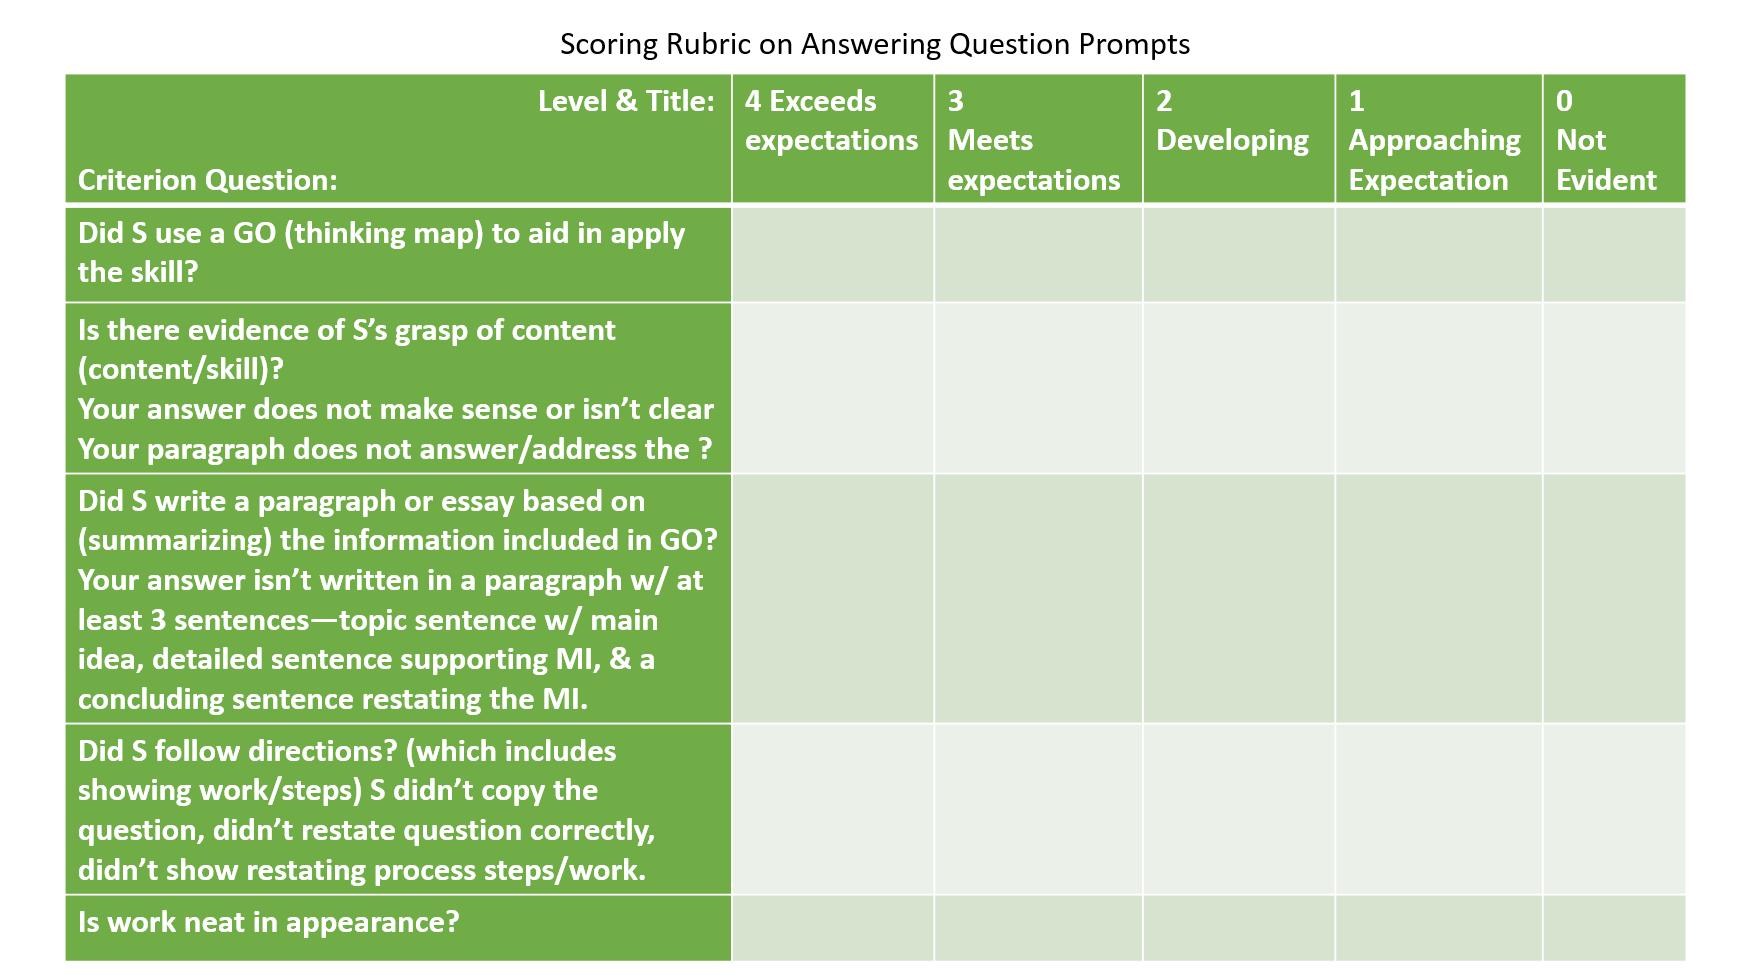 Scoring Rubric on Answering Question Prompts
Level & Title:
Criterion Question:
4 Exceeds
expectations
3
Meets
expectations
2
Developing
1
Approaching
Expectation
0
Not
Evident
Did S use a GO (thinking map) to aid in apply
the skill?
Is there evidence of S’s grasp of content
(content/skill)?
Your answer does not make sense or isn’t clear
Your paragraph does not answer/address the ?
Did S write a paragraph or essay based on
(summarizing) the information included in GO?
Your answer isn’t written in a paragraph w/ at
least 3 sentences—topic sentence w/ main
idea, detailed sentence supporting MI, & a
concluding sentence restating the MI.
Did S follow directions? (which includes
showing work/steps) S didn’t copy the
question, didn’t restate question correctly,
didn’t show restating process steps/work.
Is work neat in appearance?